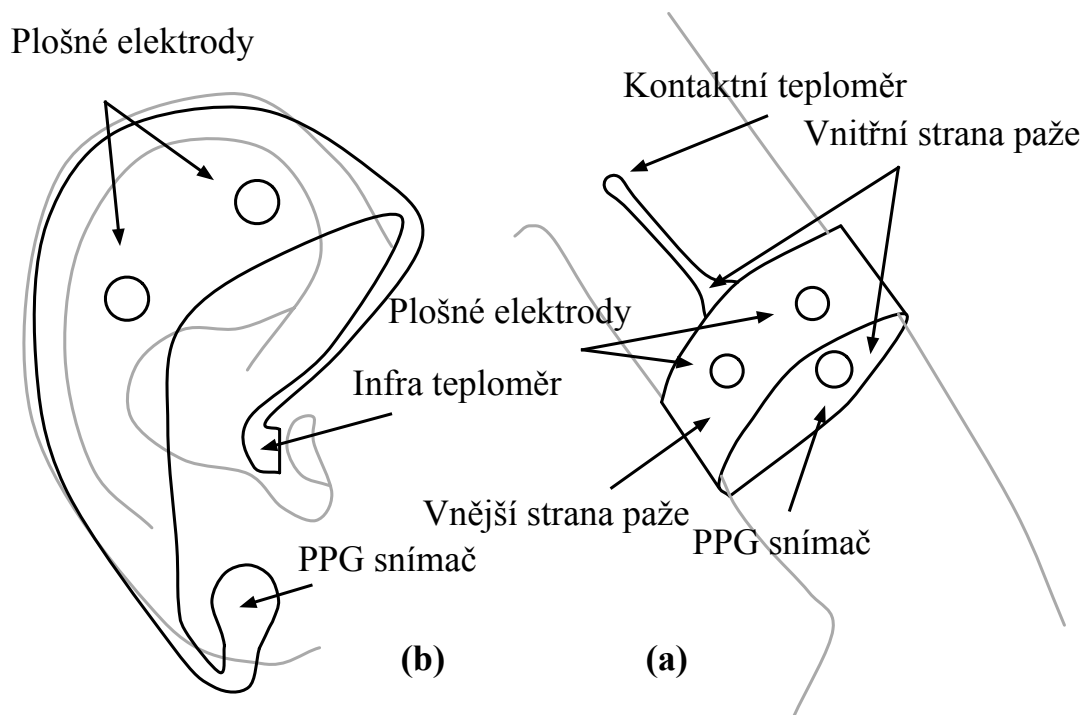 Plošné elektrody
Kontaktní teploměr
Vnitřní strana paže
Plošné elektrody
Infra teploměr
Vnější strana paže
PPG snímač
PPG snímač
(b)
(a)